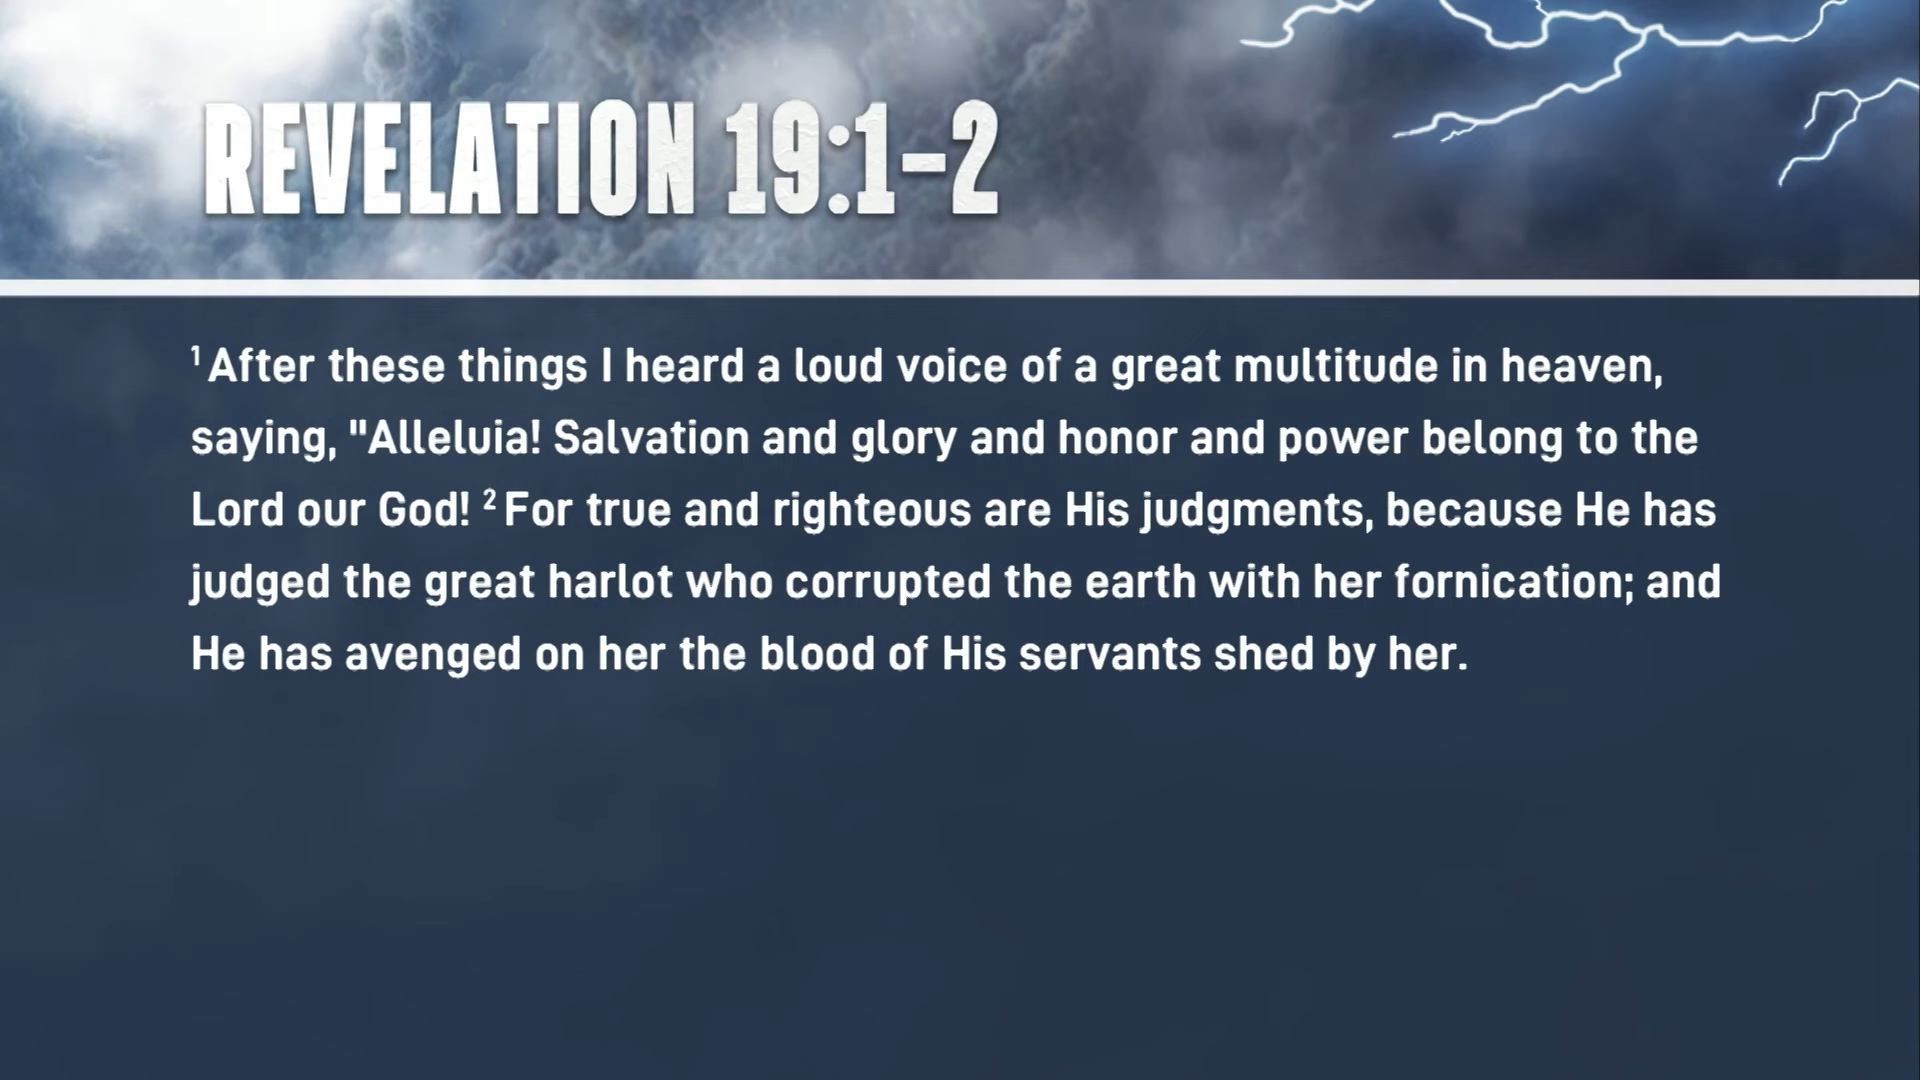 REVELATION 19:1-2
1 After these things I heard a loud voice of a great multitude in heaven,
saying, "Alleluia! Salvation and glory and honor and power belong to the
Lord our God! 2 For true and righteous are His judgments, because He has
judged the great harlot who corrupted the earth with her fornication; and
He has avenged on her the blood of His servants shed by her.